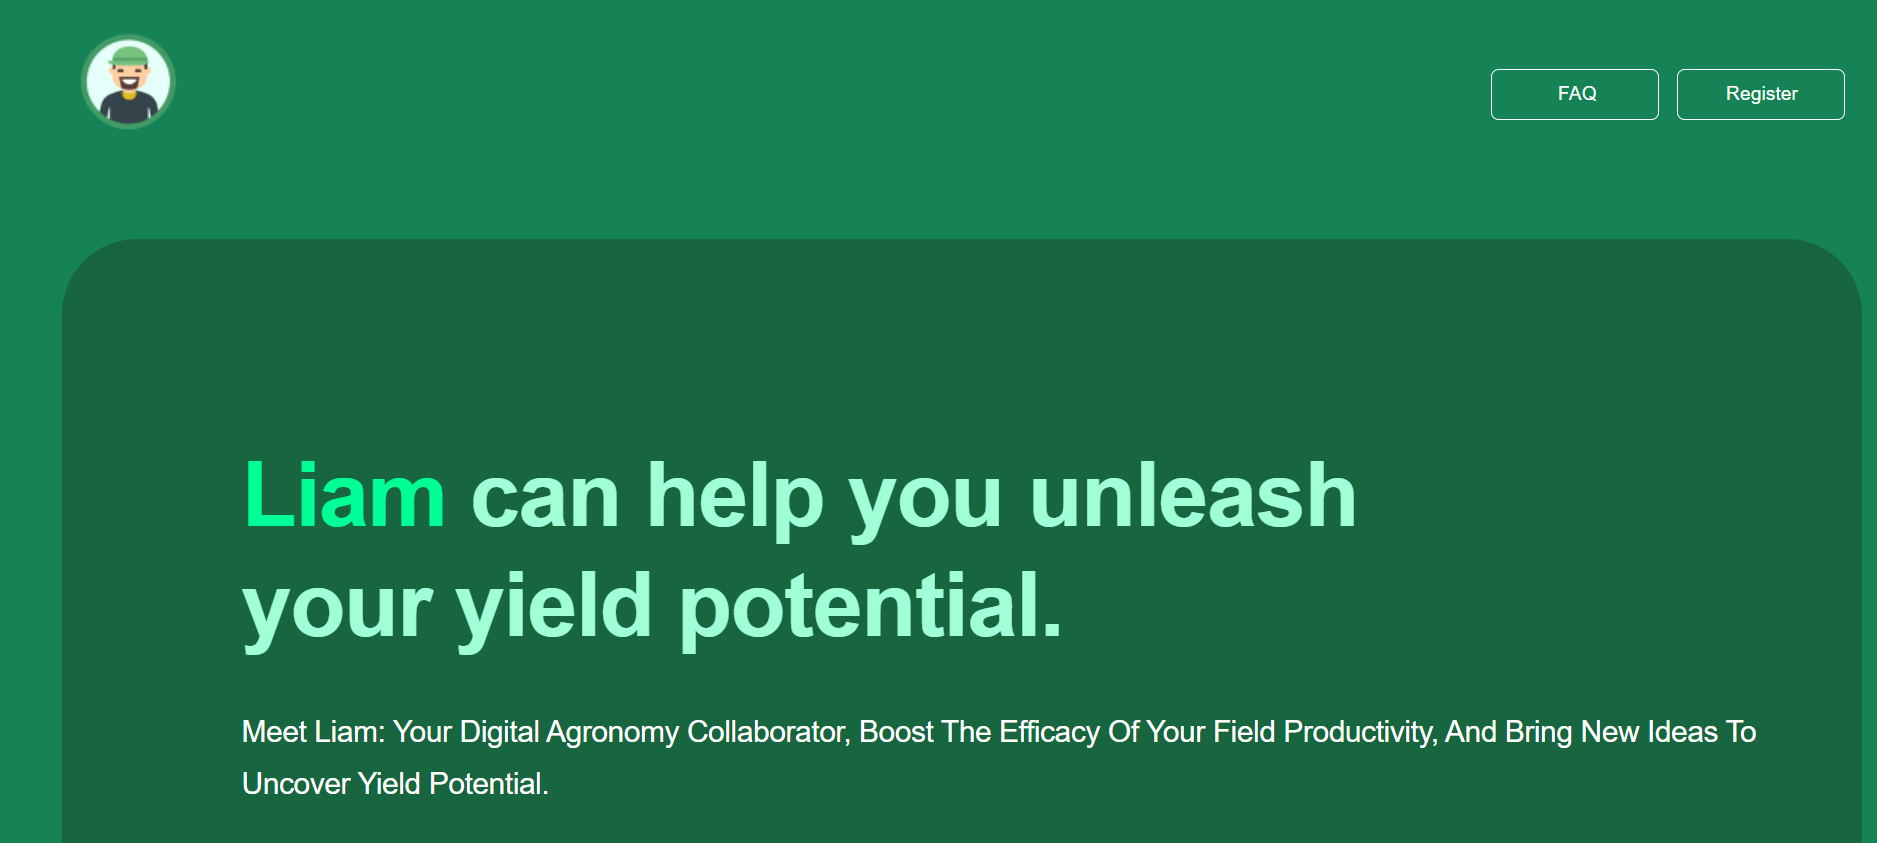 FAQ
Register
Liam can help you unleash
your yield potential.
Meet Liam: Your Digital Agronomy Collaborator, Boost The Efficacy Of Your Field Productivity, And Bring New Ideas To
Uncover Yield Potential.